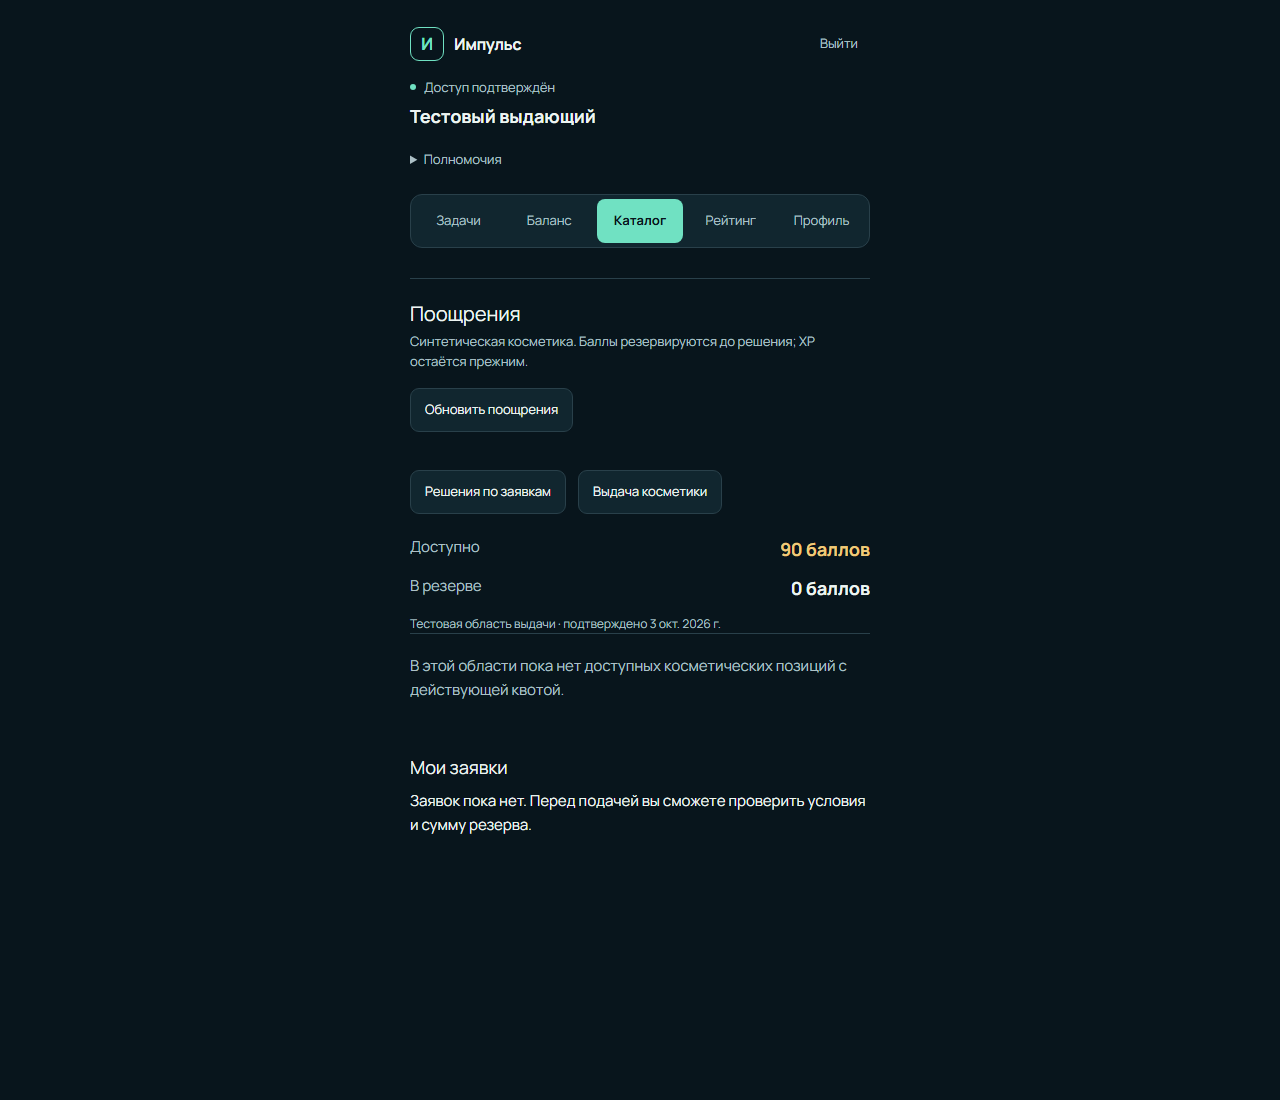 И Импульс
Выйти
Доступ подтверждён
Тестовый выдающий
Полномочия
Задачи Баланс Каталог Рейтинг Профиль
Поощрения
Синтетическая косметика. Баллы резервируются до решения; XP
остаётся прежним.
Обновить поощрения
Решения по заявкам Выдача косметики
Доступно 90 баллов
В резерве 0 баллов
Тестовая область выдачи · подтверждено 3 окт. 2026 г.
В этой области пока нет доступных косметических позиций с
действующей квотой.
Мои заявки
Заявок пока нет. Перед подачей вы сможете проверить условия
и сумму резерва.